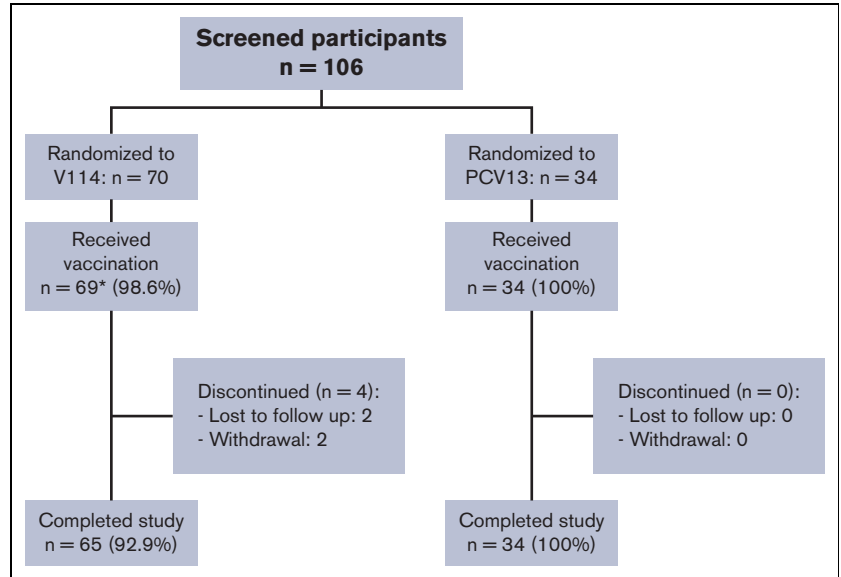 Screened participants
n = 106
Randomized to
V114: n = 70
Randomized to
PCV13: n = 34
Received
vaccination
n = 69* (98.6%)
Received
vaccination
n = 34 (100%)
Discontinued (n = 4):
- Lost to follow up: 2
- Withdrawal: 2
Discontinued (n = 0):
- Lost to follow up: 0
- Withdrawal: 0
Completed study
n = 65 (92.9%)
Completed study
n = 34 (100%)